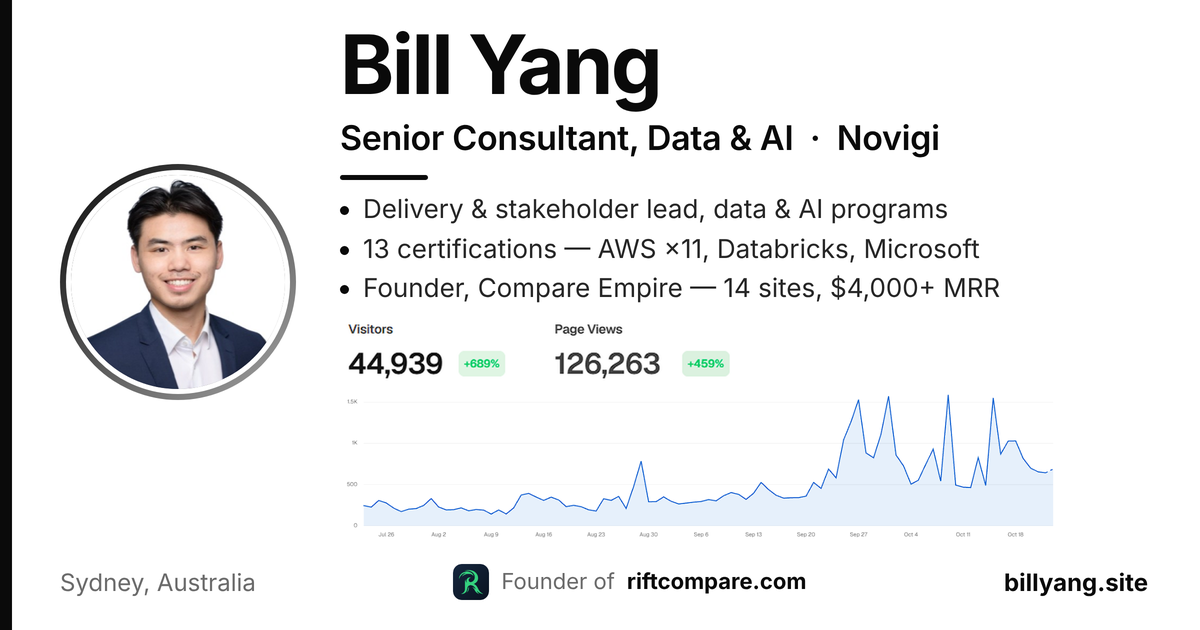 Bill Yang
Senior Consultant, Data & AI · Novigi
• Delivery & stakeholder lead, data & AI programs
• 13 certifications — AWS ×11, Databricks, Microsoft
• Founder, Compare Empire — 14 sites, $4,000+ MRR
Visitors Page Views
44,939 +689% 126,263 +459%
1.5K
1K
500
0
Jul 26 Aug 2 Aug 9 Aug 16 Aug 23 Aug 30 Sep 6 Sep 13 Sep 20 Sep 27 Oct 4 Oct 11 Oct 18
Sydney, Australia R Founder of riftcompare.com billyang.site